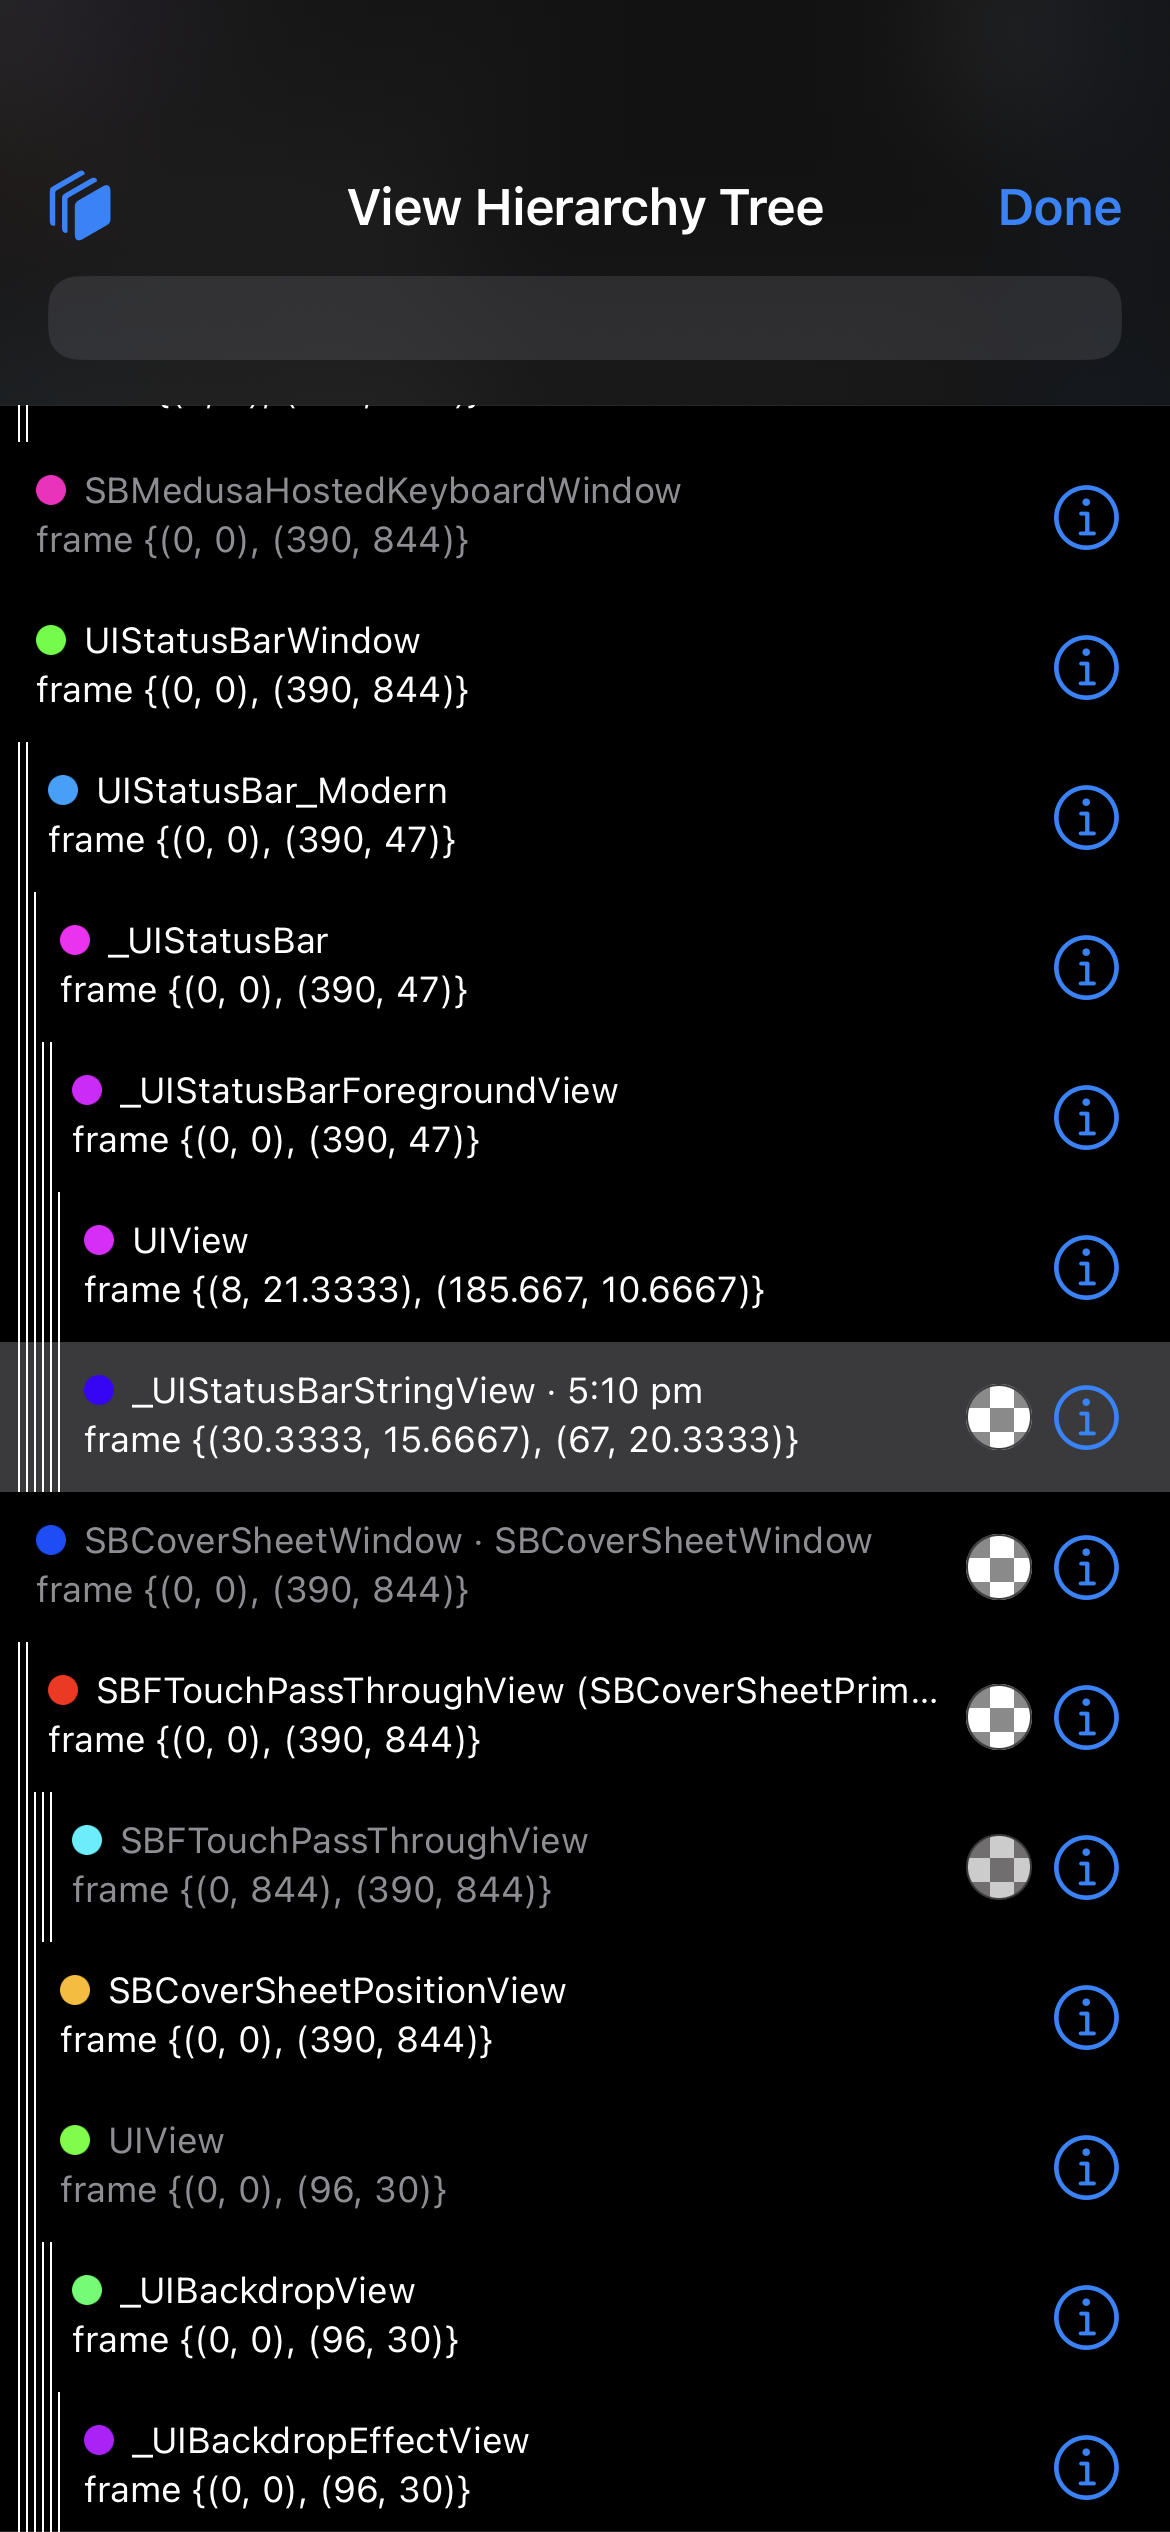 View Hierarchy Tree
Done
SBMedusaHostedKeyboardWindow
frame {(0, 0), (390, 844)}
UIStatusBarWindow
frame {(0, 0), (390, 844)}
UIStatusBar_Modern
frame {(0, 0), (390, 47)}
_UIStatusBar
frame {(0, 0), (390, 47)}
_UIStatusBarForegroundView
frame {(0, 0), (390, 47)}
UIView
frame {(8, 21.3333), (185.667, 10.6667)}
_UIStatusBarStringView · 5:10 pm
frame {(30.3333, 15.6667), (67, 20.3333)}
SBCoverSheetWindow · SBCoverSheetWindow
frame {(0, 0), (390, 844)}
SBFTouchPassThroughView (SBCoverSheetPrim...
frame {(0, 0), (390, 844)}
SBFTouchPassThroughView
frame {(0, 844), (390, 844)}
SBCoverSheetPositionView
frame {(0, 0), (390, 844)}
UIView
frame {(0, 0), (96, 30)}
_UIBackdropView
frame {(0, 0), (96, 30)}
_UIBackdropEffectView
frame {(0, 0), (96, 30)}